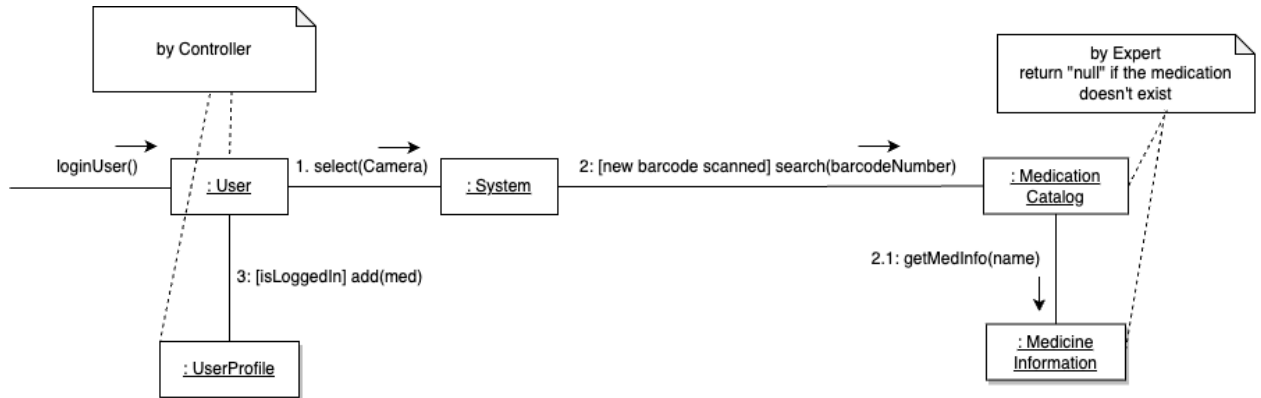 by Controller
by Expert
return "null" if the medication
doesn't exist
loginUser()
: User
1. select(Camera)
: System
2: [new barcode scanned] search(barcodeNumber)
: Medication
Catalog
3: [isLoggedIn] add(med)
2.1: getMedInfo(name)
: UserProfile
: Medicine
Information